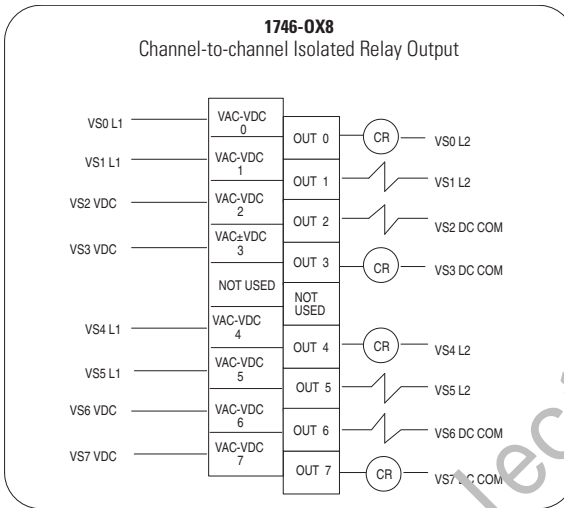 1746-OX8
Channel-to-channel Isolated Relay Output
VS0 L1
VAC-VDC
0
OUT 0
CR
VS0 L2
VS1 L1
VAC-VDC
1
OUT 1
VS1 L2
VS2 VDC
VAC-VDC
2
OUT 2
VS2 DC COM
VS3 VDC
VAC±VDC
3
OUT 3
CR
VS3 DC COM
NOT USED
NOT
USED
VS4 L1
VAC-VDC
4
OUT 4
CR
VS4 L2
VS5 L1
VAC-VDC
5
OUT 5
VS5 L2
VS6 VDC
VAC-VDC
6
OUT 6
VS6 DC COM
VS7 VDC
VAC-VDC
7
OUT 7
CR
VS7 DC COM